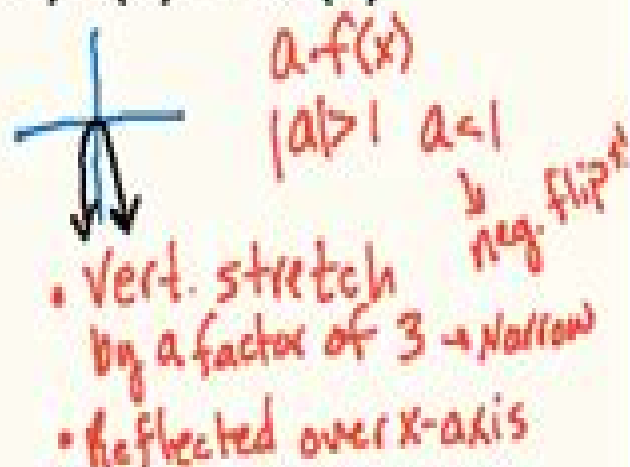 a·f(x)
|a|>1 a<1
neg. flip
• Vert. stretch
by a factor of 3 → Narrow
• Reflected over x-axis